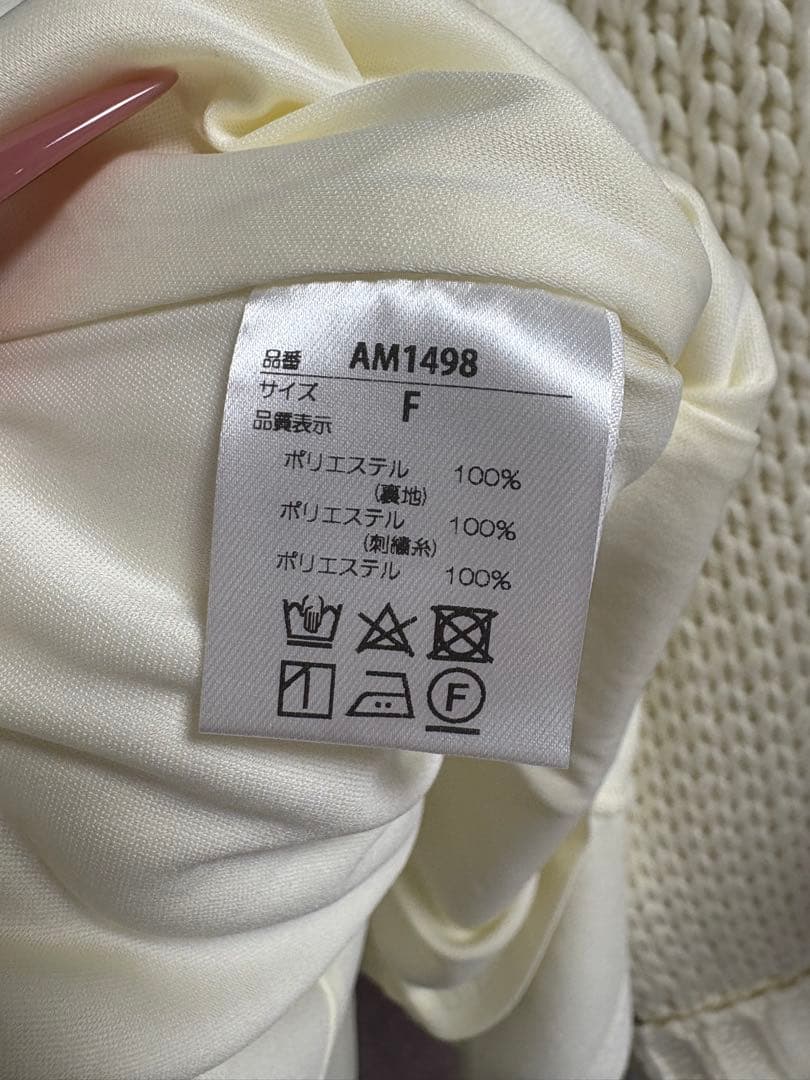 品番 AM1498
サイズ F
品質表示
ポリエステル 100%
(裏地)
ポリエステル 100%
(刺繍糸)
ポリエステル 100%
F